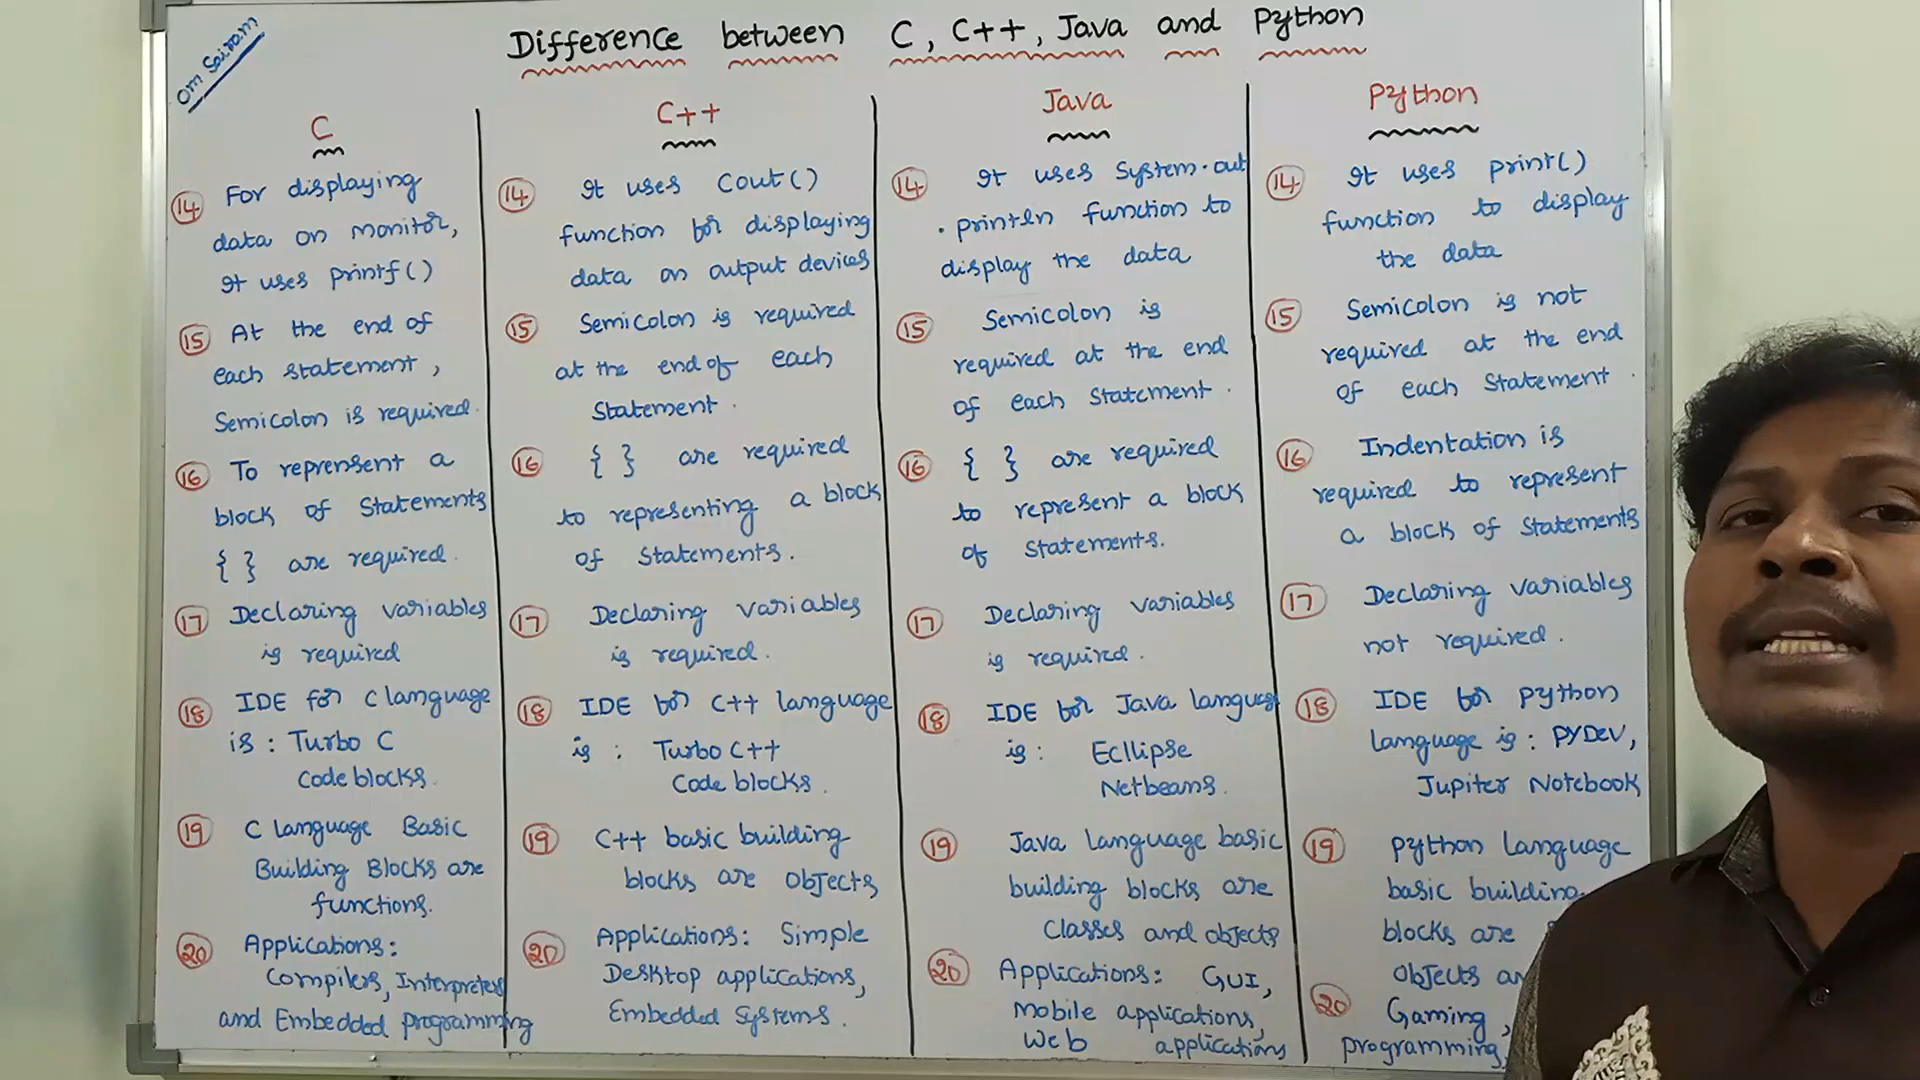 Om Sairam
Difference between C, C++, Java and Python
C
14 For displaying
data on monitor,
It uses printf()
15 At the end of
each statement,
Semicolon is required.
16 To reprensent a
block of Statements
{ } are required.
17 Declaring variables
is required
18 IDE for C language
is : Turbo C
Code blocks.
19 C language Basic
Building Blocks are
functions.
20 Applications:
Compilers, Interpreters
and Embedded programming
C++
14 It uses Cout()
function for displaying
data on output devices
15 Semicolon is required
at the end of each
Statement.
16 { } are required
to representing a block
of Statements.
17 Declaring variables
is required.
18 IDE for C++ language
is : Turbo C++
Code blocks.
19 C++ basic building
blocks are Objects
20 Applications: Simple
Desktop applications,
Embedded Systems.
Java
14 It uses System.out
.println function to
display the data
15 Semicolon is
required at the end
of each Statement.
16 { } are required
to represent a block
of Statements.
17 Declaring variables
is required.
18 IDE for Java language
is: Ecllipse
Netbeans.
19 Java language basic
building blocks are
Classes and objects
20 Applications: GUI,
Mobile applications,
Web applications
Python
14 It uses print()
function to display
the data
15 Semicolon is not
required at the end
of each Statement.
16 Indentation is
required to represent
a block of Statements
17 Declaring variables
not required.
18 IDE for python
language is : PYDEV,
Jupiter Notebook
19 python language
basic building
blocks are
Objects
20 Gaming,
programming,